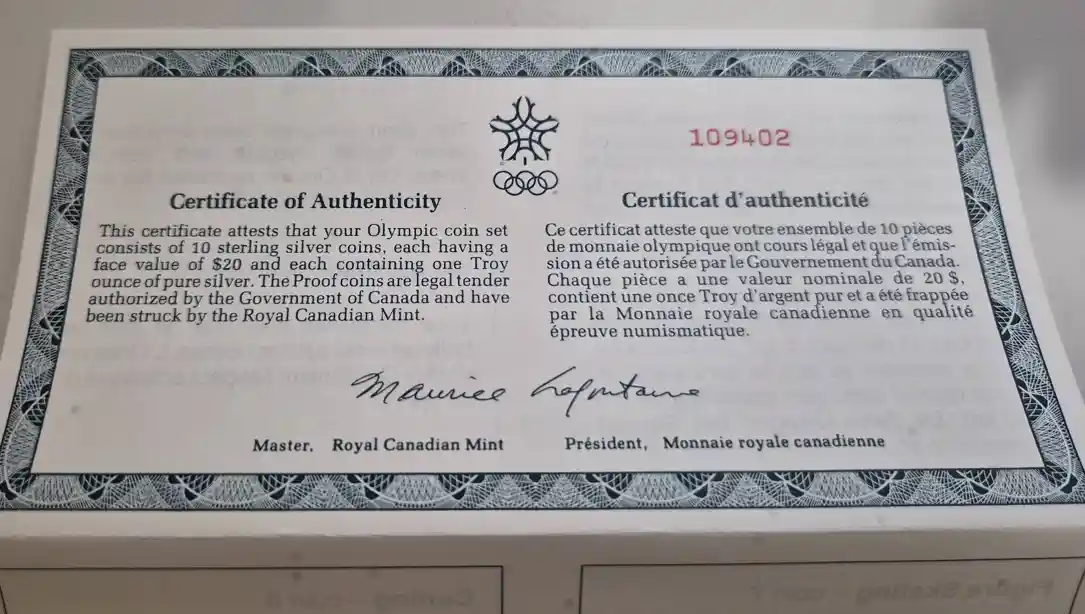 109402
Certificate of Authenticity
This certificate attests that your Olympic coin set
consists of 10 sterling silver coins, each having a
face value of $20 and each containing one Troy
ounce of pure silver. The Proof coins are legal tender
authorized by the Government of Canada and have
been struck by the Royal Canadian Mint.
Certificat d'authenticité
Ce certificat atteste que votre ensemble de 10 pièces
de monnaie olympique ont cours légal et que l'émis-
sion a été autorisée par le Gouvernement du Canada.
Chaque pièce a une valeur nominale de 20 $,
contient une once Troy d'argent pur et a été frappée
par la Monnaie royale canadienne en qualité
épreuve numismatique.
Maurice Lafontaine
Master, Royal Canadian Mint
Président, Monnaie royale canadienne